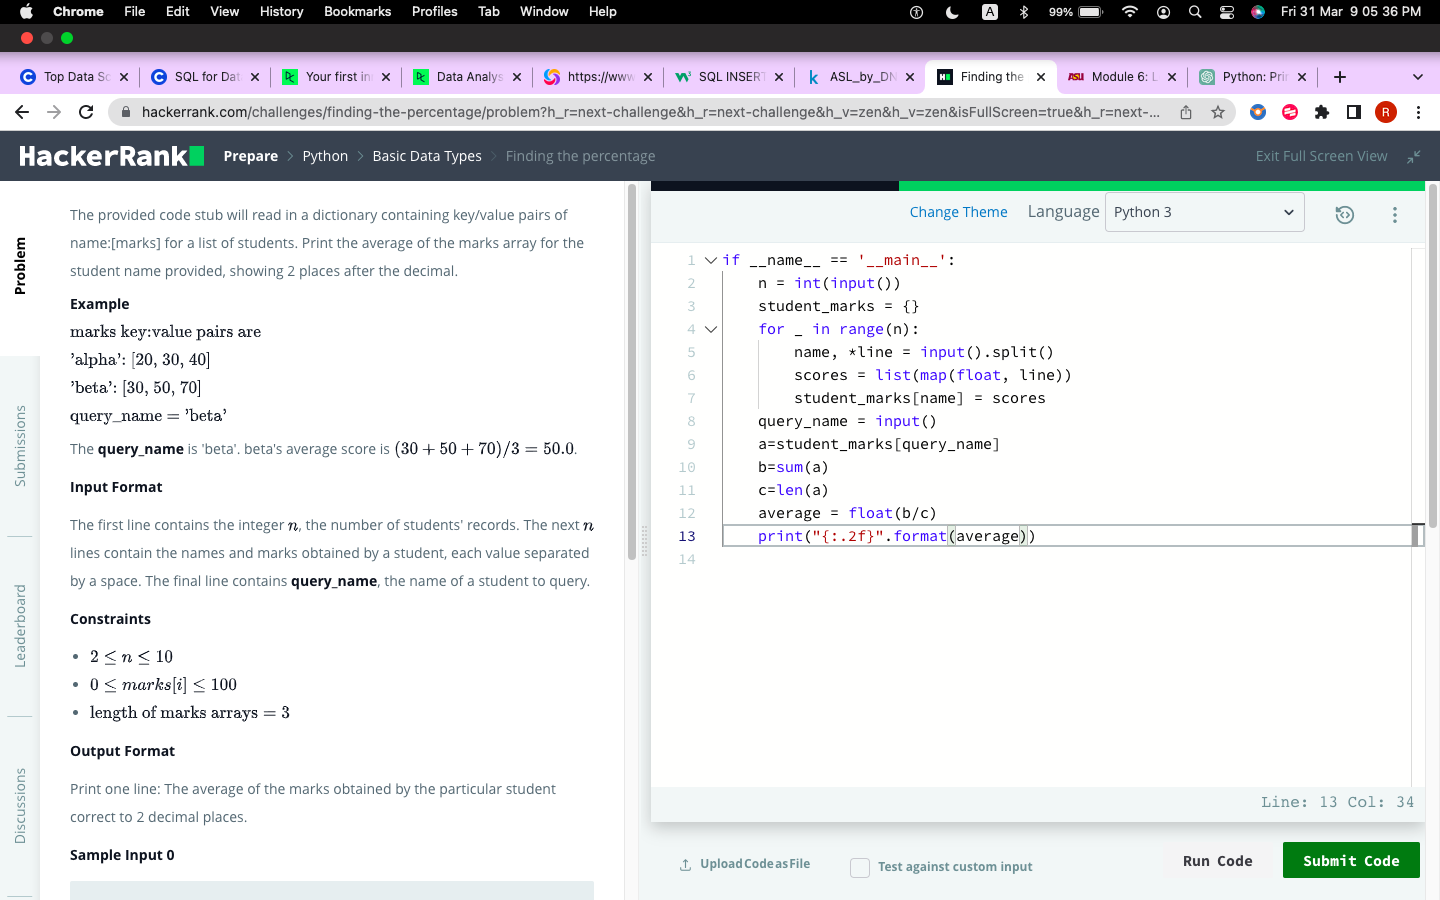 Chrome File Edit View History Bookmarks Profiles Tab Window Help A 99% Fri 31 Mar 9 05 36 PM
Top Data Sc SQL for Dat Your first in Data Analys https://www SQL INSERT ASL_by_DN Finding the Module 6: L Python: Pri
hackerrank.com/challenges/finding-the-percentage/problem?h_r=next-challenge&h_r=next-challenge&h_v=zen&h_v=zen&isFullScreen=true&h_r=next-... R
HackerRank Prepare > Python > Basic Data Types > Finding the percentage Exit Full Screen View
Problem
Submissions
Leaderboard
Discussions
The provided code stub will read in a dictionary containing key/value pairs of
name:[marks] for a list of students. Print the average of the marks array for the
student name provided, showing 2 places after the decimal.
Example
marks key:value pairs are
'alpha': [20, 30, 40]
'beta': [30, 50, 70]
query_name = 'beta'
The query_name is 'beta'. beta's average score is (30 + 50 + 70)/3 = 50.0.
Input Format
The first line contains the integer n, the number of students' records. The next n
lines contain the names and marks obtained by a student, each value separated
by a space. The final line contains query_name, the name of a student to query.
Constraints
• 2 ≤ n ≤ 10
• 0 ≤ marks[i] ≤ 100
• length of marks arrays = 3
Output Format
Print one line: The average of the marks obtained by the particular student
correct to 2 decimal places.
Sample Input 0
Change Theme Language Python 3
1 if __name__ == '__main__':
2 n = int(input())
3 student_marks = {}
4 for _ in range(n):
5 name, *line = input().split()
6 scores = list(map(float, line))
7 student_marks[name] = scores
8 query_name = input()
9 a=student_marks[query_name]
10 b=sum(a)
11 c=len(a)
12 average = float(b/c)
13 print("{:.2f}".format(average))
14
Line: 13 Col: 34
Upload Code as File Test against custom input Run Code Submit Code